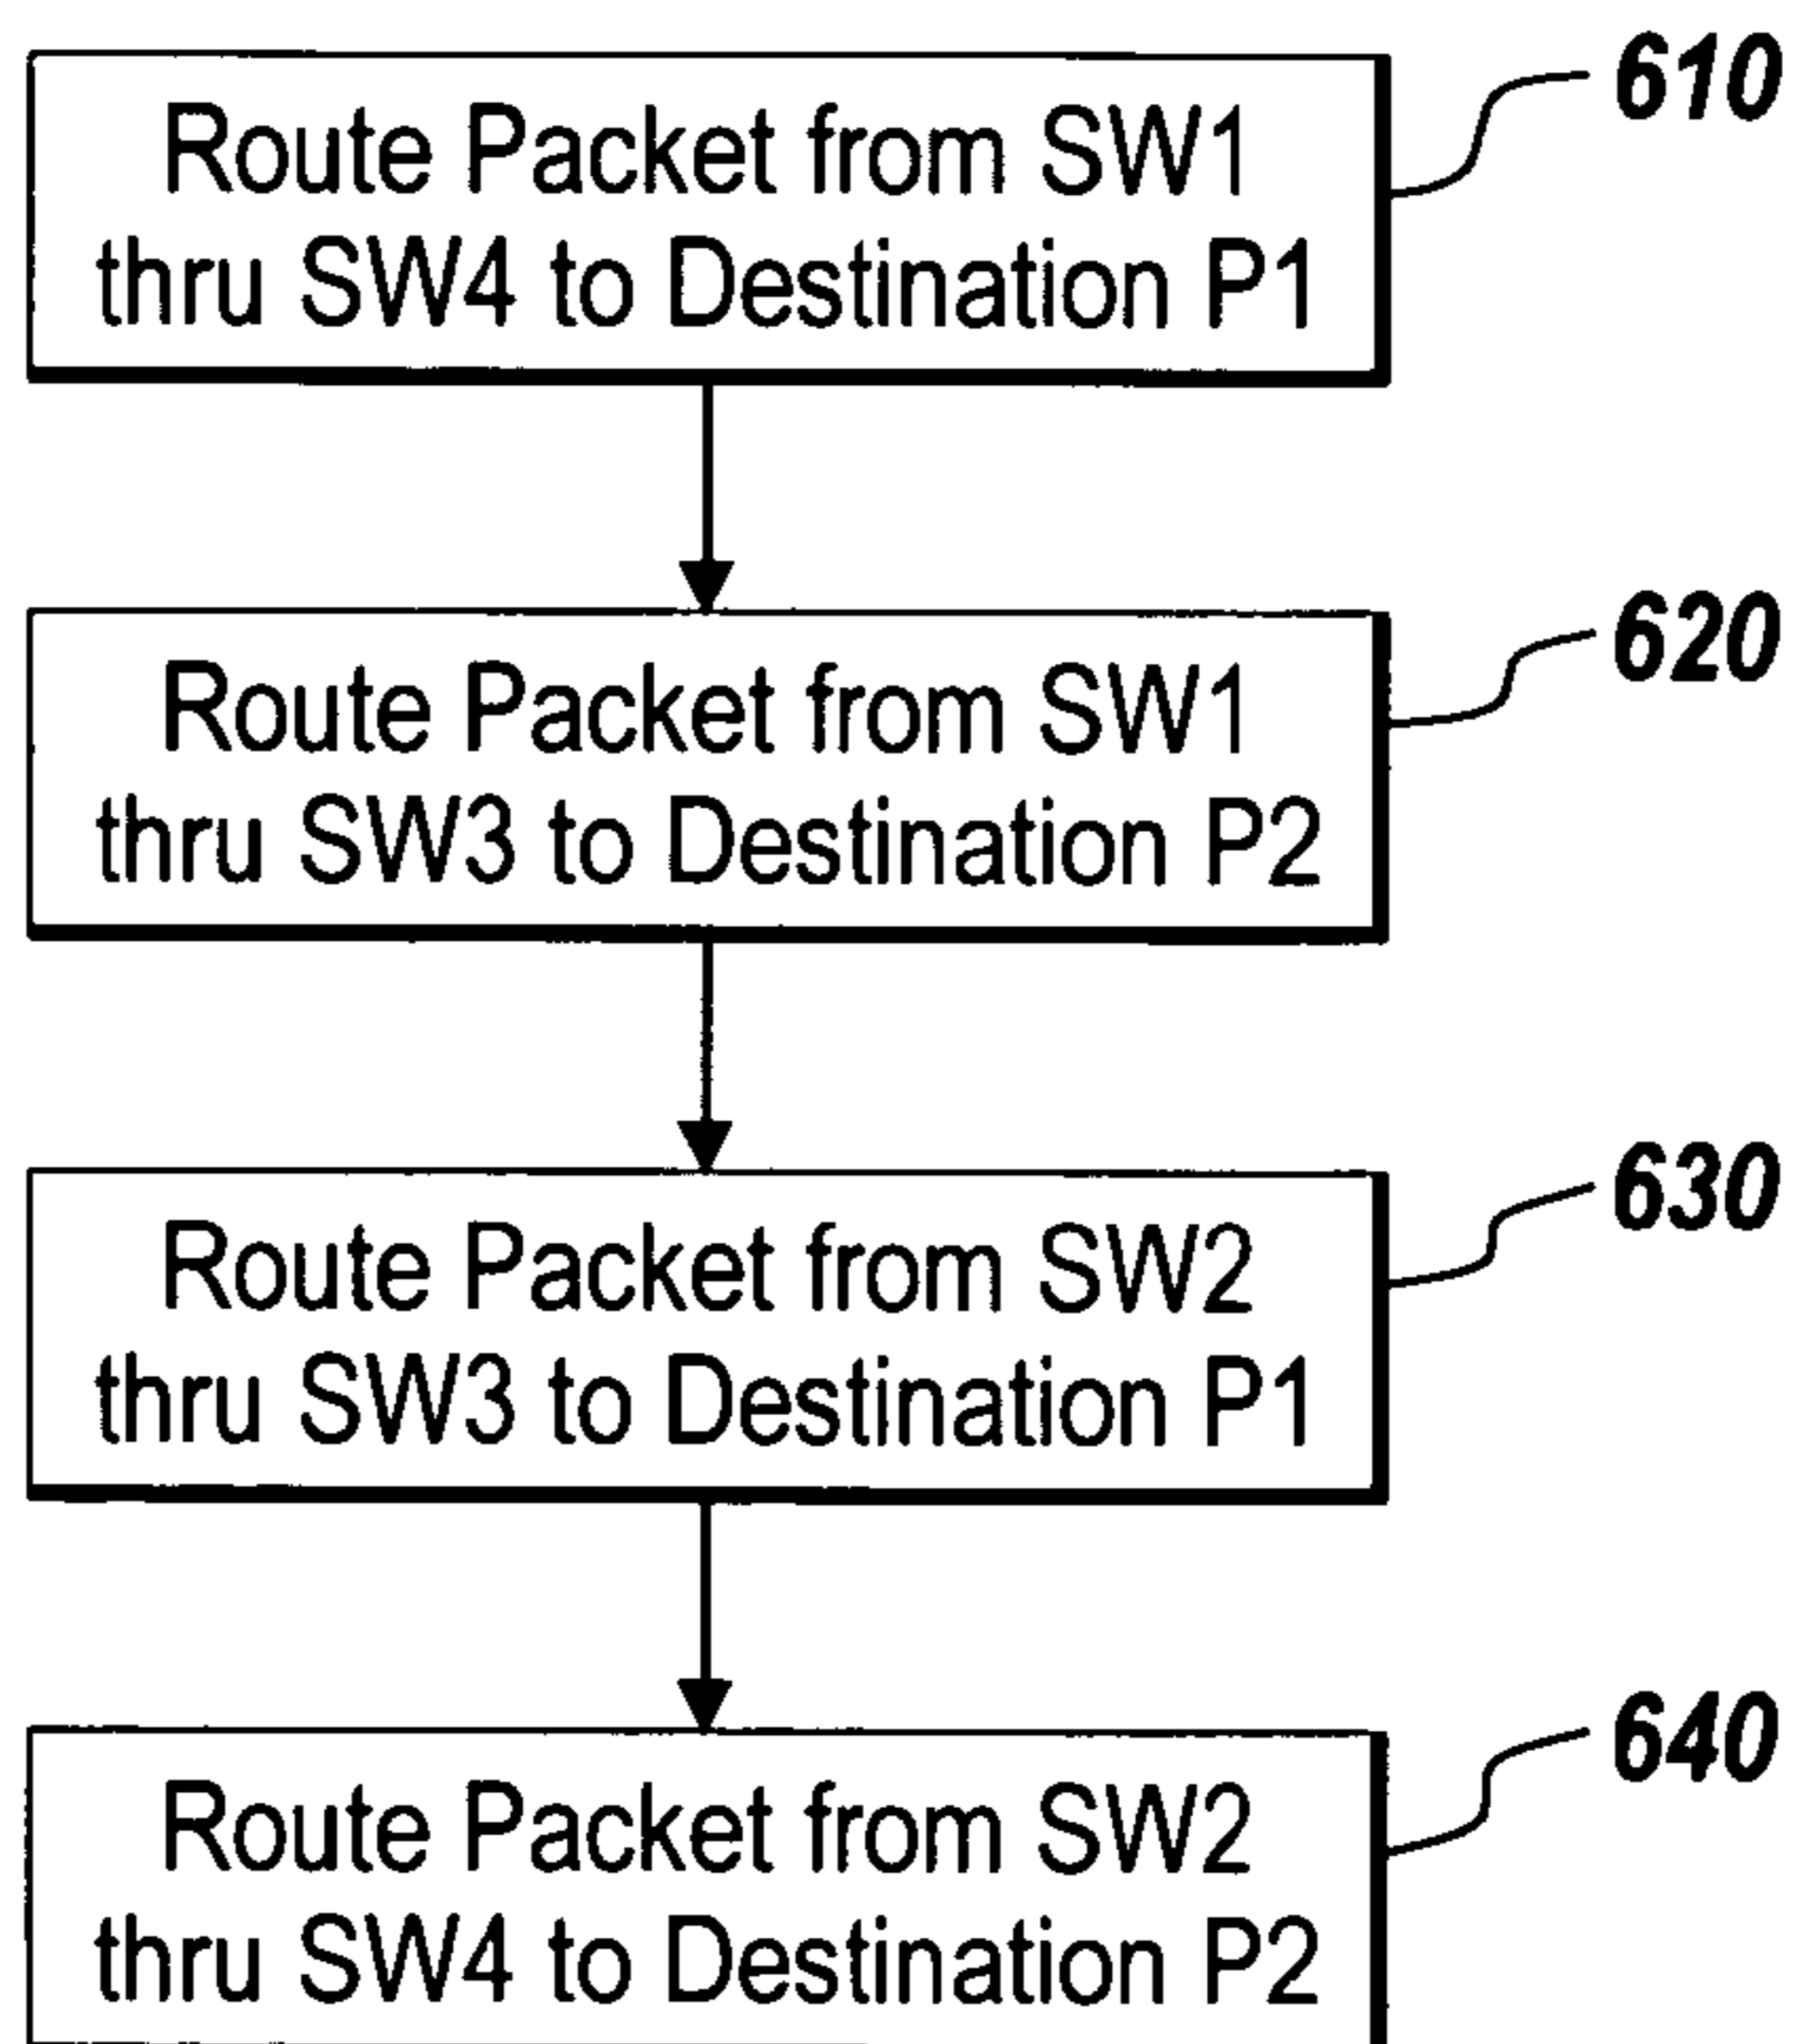 610
Route Packet from SW1
thru SW4 to Destination P1
620
Route Packet from SW1
thru SW3 to Destination P2
630
Route Packet from SW2
thru SW3 to Destination P1
640
Route Packet from SW2
thru SW4 to Destination P2